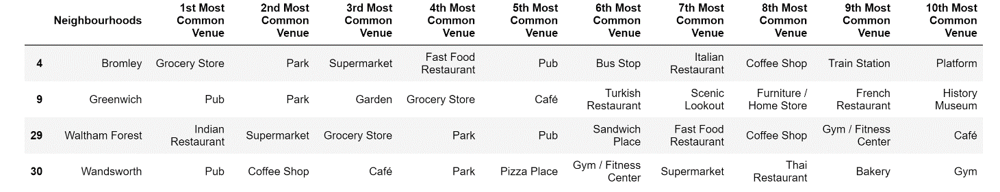 Neighbourhoods 1st Most Common Venue 2nd Most Common Venue 3rd Most Common Venue 4th Most Common Venue 5th Most Common Venue 6th Most Common Venue 7th Most Common Venue 8th Most Common Venue 9th Most Common Venue 10th Most Common Venue
4 Bromley Grocery Store Park Supermarket Fast Food Restaurant Pub Bus Stop Italian Restaurant Coffee Shop Train Station Platform
9 Greenwich Pub Park Garden Grocery Store Café Turkish Restaurant Scenic Lookout Furniture / Home Store French Restaurant History Museum
29 Waltham Forest Indian Restaurant Supermarket Grocery Store Park Pub Sandwich Place Fast Food Restaurant Coffee Shop Gym / Fitness Center Café
30 Wandsworth Pub Coffee Shop Café Park Pizza Place Gym / Fitness Center Supermarket Thai Restaurant Bakery Gym